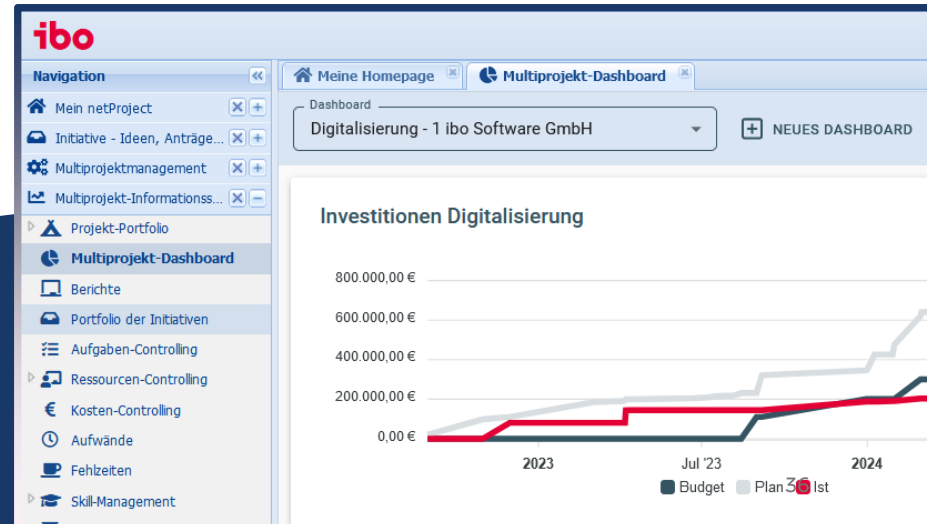 ibo
Navigation
Mein netProject
Initiative - Ideen, Anträge...
Multiprojektmanagement
Multiprojekt-Informationss...
Projekt-Portfolio
Multiprojekt-Dashboard
Berichte
Portfolio der Initiativen
Aufgaben-Controlling
Ressourcen-Controlling
Kosten-Controlling
Aufwände
Fehlzeiten
Skill-Management
Meine Homepage
Multiprojekt-Dashboard
Dashboard
Digitalisierung - 1 ibo Software GmbH
NEUES DASHBOARD
Investitionen Digitalisierung
800.000,00 €
600.000,00 €
400.000,00 €
200.000,00 €
0,00 €
2023 Jul '23 2024
Budget Plan 36 Ist